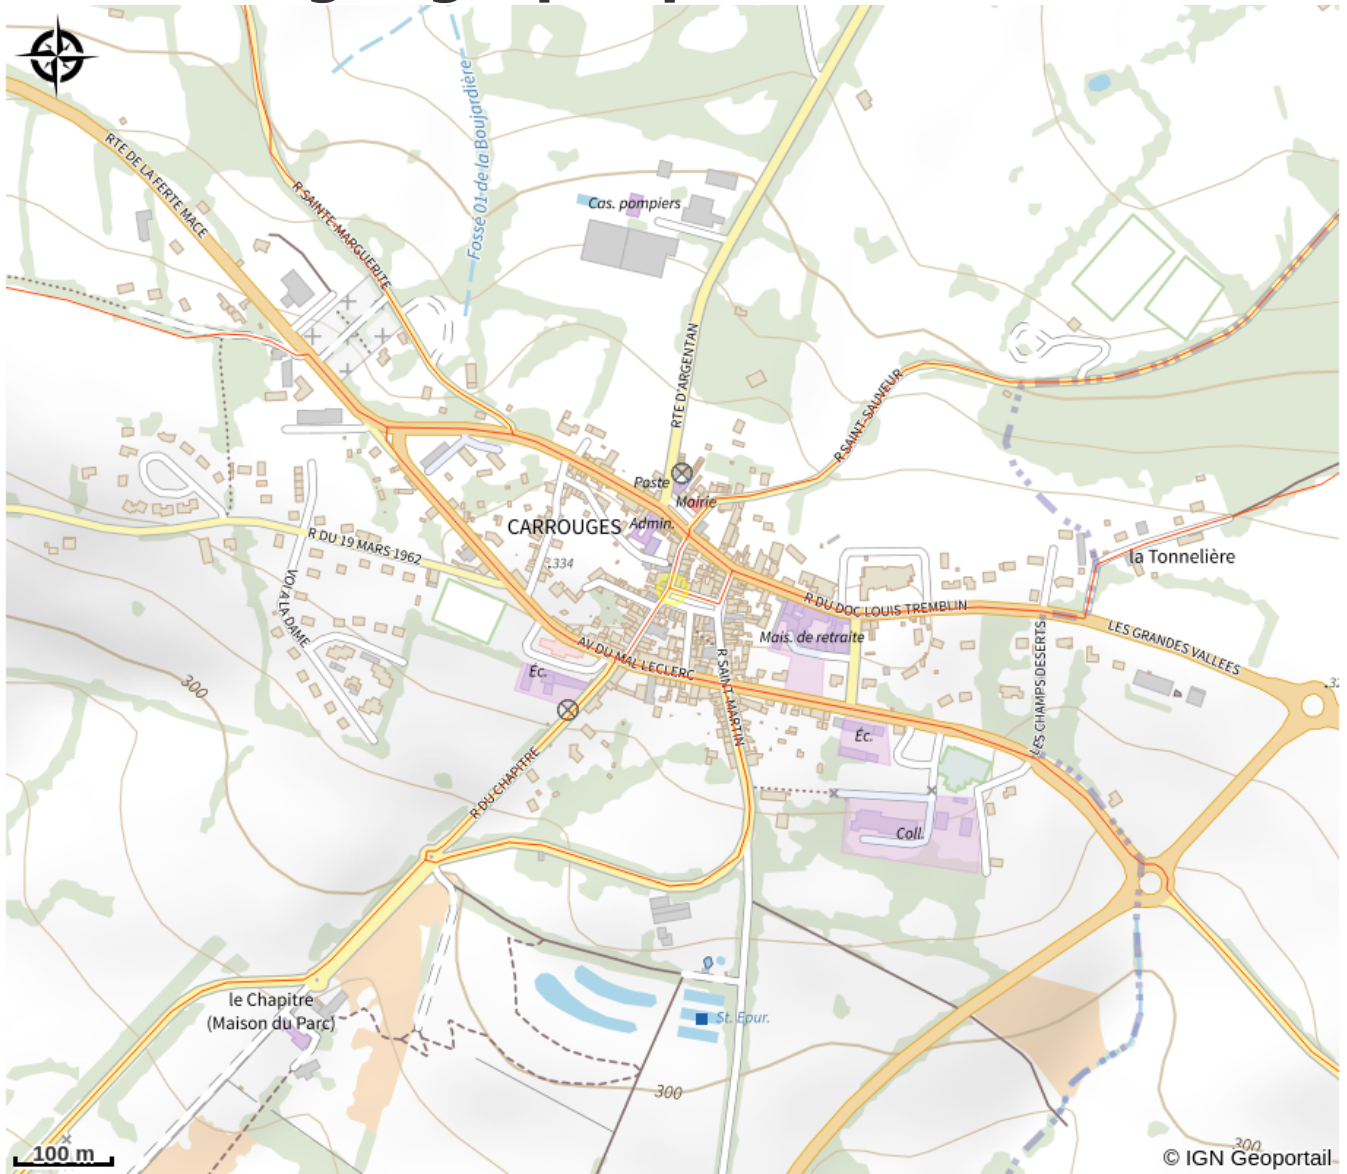 RTE DE LA FERTE MACE
R SAINTE-MARGUERITE
Fossé 01 de la Boujardière
Cas. pompiers
RTE D'ARGENTAN
R SAINT-SAUVEUR
Poste
Mairie
Admin.
CARROUGES
.334
R DU 19 MARS 1962
la Tonnelière
VOI A LA DAME
R DU DOC LOUIS TREMBLIN
Mais. de retraite
LES GRANDES VALLEES
AV DU MAL LECLERC
R SAINT-MARTIN
LES CHAMPS DESERTS
Éc.
300
Éc.
R DU CHAPITRE
Coll.
le Chapitre
(Maison du Parc)
St. Epur.
300
300
100 m
© IGN Geoportail